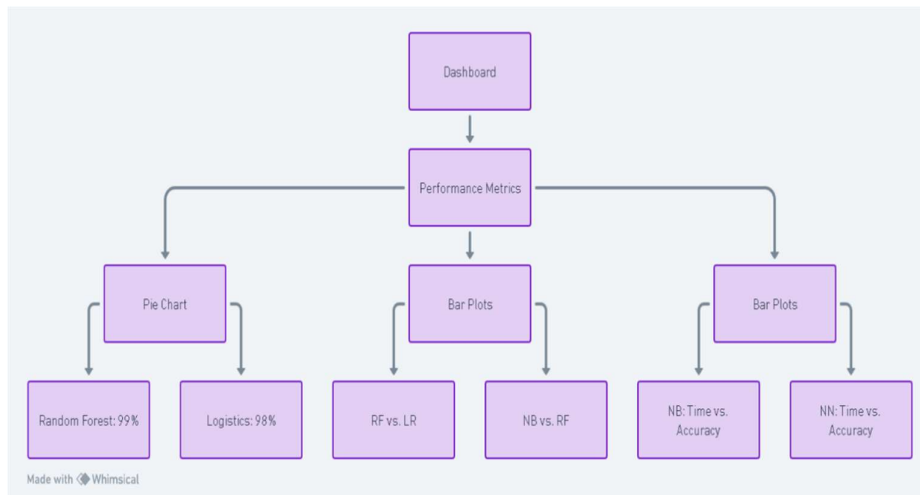 Dashboard
Performance Metrics
Pie Chart
Bar Plots
Bar Plots
Random Forest: 99%
Logistics: 98%
RF vs. LR
NB vs. RF
NB: Time vs.
Accuracy
NN: Time vs.
Accuracy
Made with Whimsical